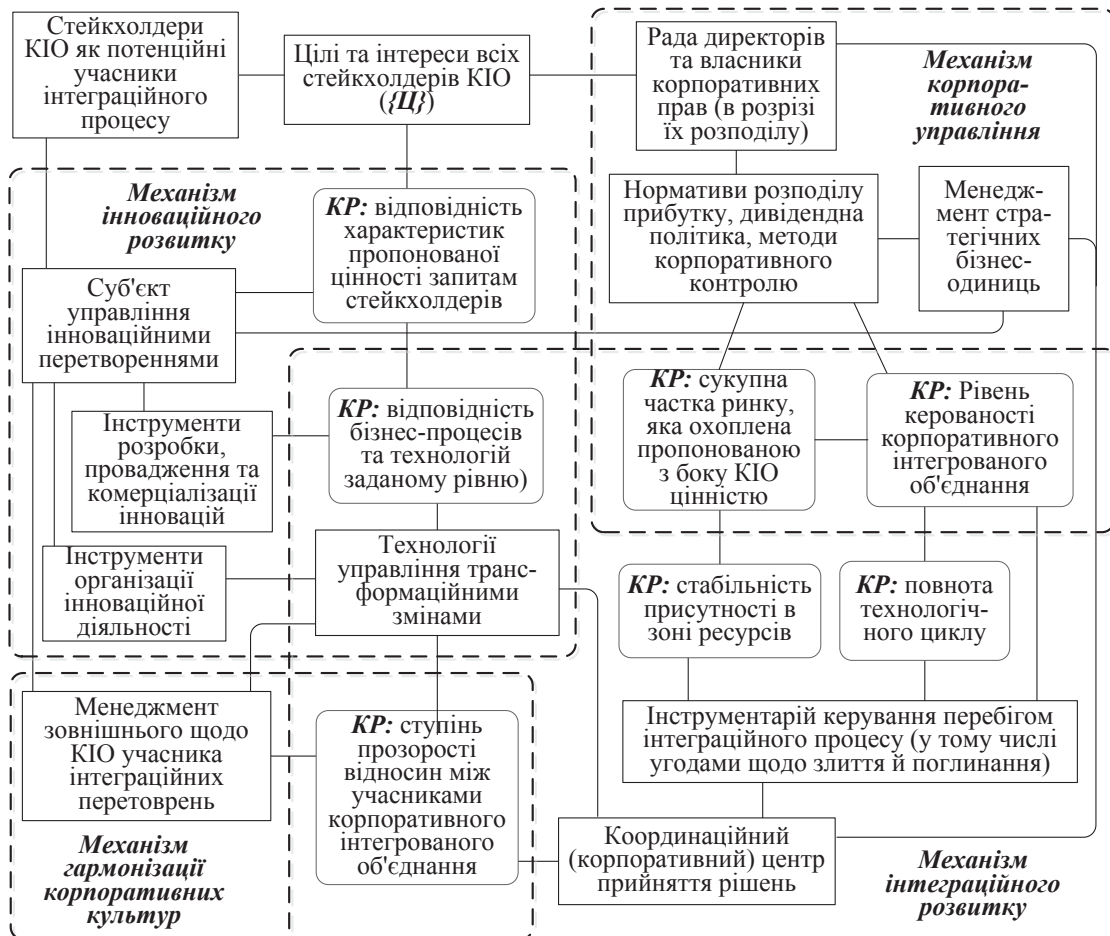 Стейкхолдери
КІО як потенційні
учасники
інтеграційного
процесу
Цілі та інтереси всіх
стейкхолдерів КІО
({Ц})
Рада директорів
та власники
корпоративних
прав (в розрізі
їх розподілу)
Механізм
корпора-
тивного
управління
Механізм
інноваційного
розвитку
КР: відповідність
характеристик
пропонованої
цінності запитам
стейкхолдерів
Нормативи розподілу
прибутку, дивідендна
політика, методи
корпоративного
контролю
Менедж-
мент стра-
тегічних
бізнес-
одиниць
Суб'єкт
управління
інноваційними
перетвореннями
КР: відповідність
бізнес-процесів
та технологій
заданому рівню)
КР: сукупна
частка ринку,
яка охоплена
пропонованою
з боку КІО
цінністю
КР: Рівень
керованості
корпоративного
інтегрованого
об'єднання
Інструменти
розробки,
провадження та
комерціалізації
інновацій
Інструменти
організації
інноваційної
діяльності
Технології
управління транс-
формаційними
змінами
КР: стабільність
присутності в
зоні ресурсів
КР: повнота
технологіч-
ного циклу
Менеджмент
зовнішнього щодо
КІО учасника
інтеграційних
перетоврень
КР: ступінь
прозорості
відносин між
учасниками
корпоративного
інтегрованого
об'єднання
Інструментарій керування перебігом
інтеграційного процесу (у тому числі
угодами щодо злиття й поглинання)
Механізм
гармонізації
корпоративних
культур
Координаційний
(корпоративний) центр
прийняття рішень
Механізм
інтеграційного
розвитку